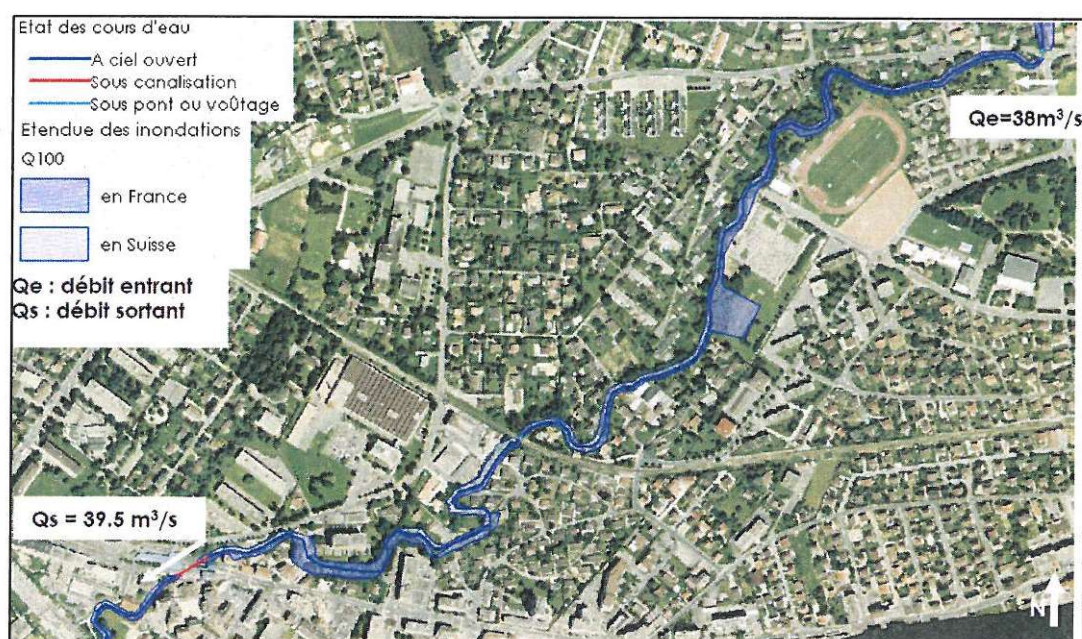 Etat des cours d'eau
A ciel ouvert
Sous canalisation
Sous pont ou voûtage
Etendue des inondations
Q100
en France
en Suisse
Qe : débit entrant
Qs : débit sortant
Qe=38m³/s
Qs = 39.5 m³/s
N